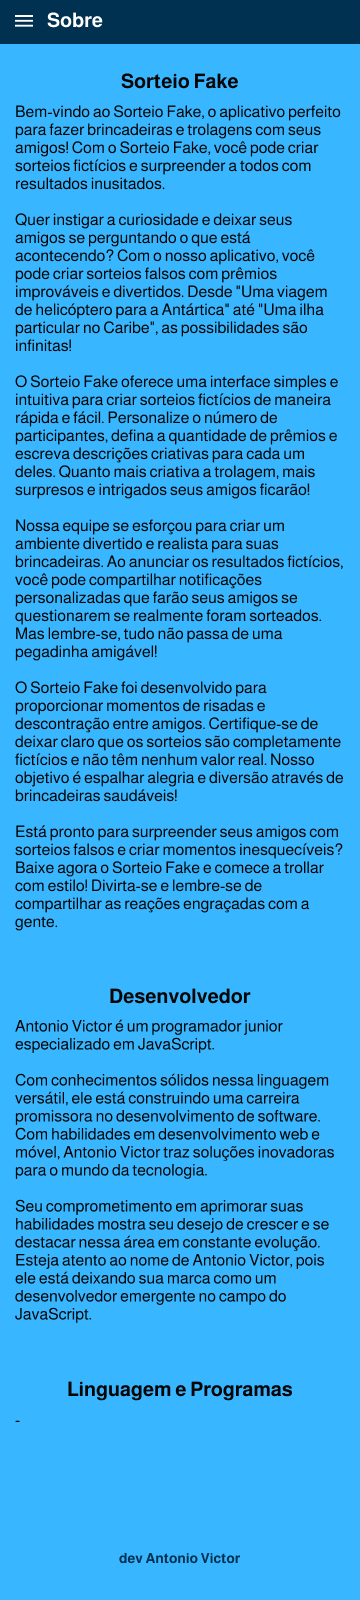 Sobre
Sorteio Fake
Bem-vindo ao Sorteio Fake, o aplicativo perfeito
para fazer brincadeiras e trolagens com seus
amigos! Com o Sorteio Fake, você pode criar
sorteios fictícios e surpreender a todos com
resultados inusitados.
Quer instigar a curiosidade e deixar seus
amigos se perguntando o que está
acontecendo? Com o nosso aplicativo, você
pode criar sorteios falsos com prêmios
improváveis e divertidos. Desde "Uma viagem
de helicóptero para a Antártica" até "Uma ilha
particular no Caribe", as possibilidades são
infinitas!
O Sorteio Fake oferece uma interface simples e
intuitiva para criar sorteios fictícios de maneira
rápida e fácil. Personalize o número de
participantes, defina a quantidade de prêmios e
escreva descrições criativas para cada um
deles. Quanto mais criativa a trolagem, mais
surpresos e intrigados seus amigos ficarão!
Nossa equipe se esforçou para criar um
ambiente divertido e realista para suas
brincadeiras. Ao anunciar os resultados fictícios,
você pode compartilhar notificações
personalizadas que farão seus amigos se
questionarem se realmente foram sorteados.
Mas lembre-se, tudo não passa de uma
pegadinha amigável!
O Sorteio Fake foi desenvolvido para
proporcionar momentos de risadas e
descontração entre amigos. Certifique-se de
deixar claro que os sorteios são completamente
fictícios e não têm nenhum valor real. Nosso
objetivo é espalhar alegria e diversão através de
brincadeiras saudáveis!
Está pronto para surpreender seus amigos com
sorteios falsos e criar momentos inesquecíveis?
Baixe agora o Sorteio Fake e comece a trollar
com estilo! Divirta-se e lembre-se de
compartilhar as reações engraçadas com a
gente.
Desenvolvedor
Antonio Victor é um programador junior
especializado em JavaScript.
Com conhecimentos sólidos nessa linguagem
versátil, ele está construindo uma carreira
promissora no desenvolvimento de software.
Com habilidades em desenvolvimento web e
móvel, Antonio Victor traz soluções inovadoras
para o mundo da tecnologia.
Seu comprometimento em aprimorar suas
habilidades mostra seu desejo de crescer e se
destacar nessa área em constante evolução.
Esteja atento ao nome de Antonio Victor, pois
ele está deixando sua marca como um
desenvolvedor emergente no campo do
JavaScript.
Linguagem e Programas
-
dev Antonio Victor